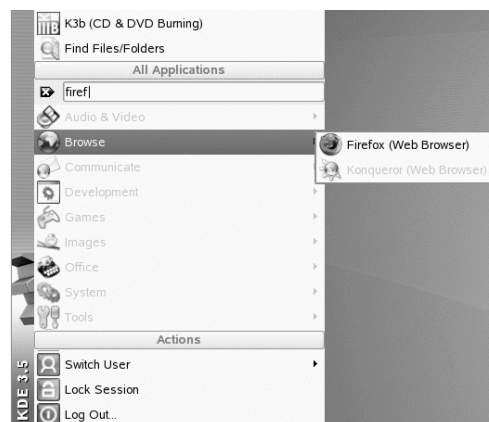 K3b (CD & DVD Burning)
Find Files/Folders
All Applications
firef
Audio & Video
Browse
Firefox (Web Browser)
Konqueror (Web Browser)
Communicate
Development
Games
Images
Office
System
Tools
Actions
Switch User
Lock Session
Log Out...
KDE 3.5